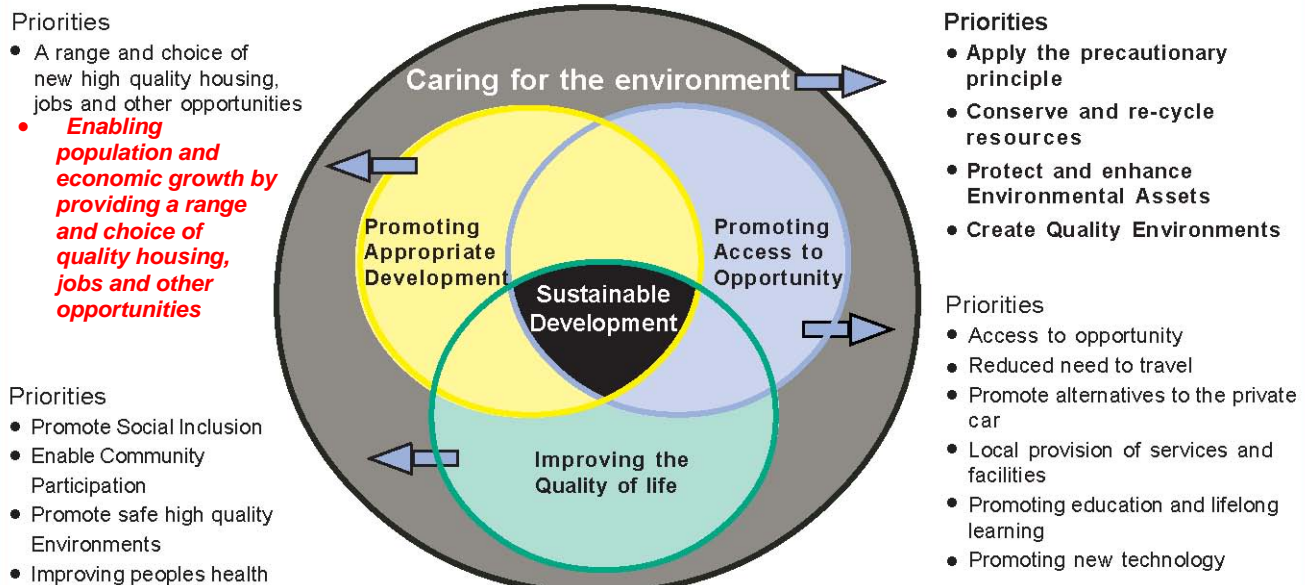 Priorities
• A range and choice of
new high quality housing,
jobs and other opportunities
• Enabling
population and
economic growth by
providing a range
and choice of
quality housing,
jobs and other
opportunities
Priorities
• Promote Social Inclusion
• Enable Community
Participation
• Promote safe high quality
Environments
• Improving peoples health
Caring for the environment
Promoting
Appropriate
Development
Promoting
Access to
Opportunity
Sustainable
Development
Improving the
Quality of life
Priorities
• Apply the precautionary
principle
• Conserve and re-cycle
resources
• Protect and enhance
Environmental Assets
• Create Quality Environments
Priorities
• Access to opportunity
• Reduced need to travel
• Promote alternatives to the private
car
• Local provision of services and
facilities
• Promoting education and lifelong
learning
• Promoting new technology